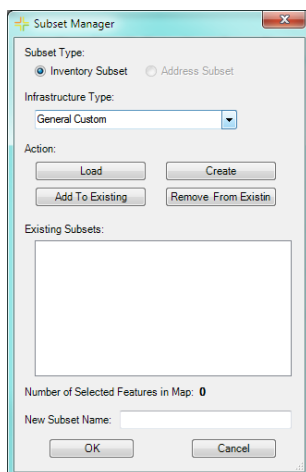 Subset Manager
Subset Type:
Inventory Subset Address Subset
Infrastructure Type:
General Custom
Action:
Load Create
Add To Existing Remove From Existin
Existing Subsets:
Number of Selected Features in Map: 0
New Subset Name:
OK Cancel